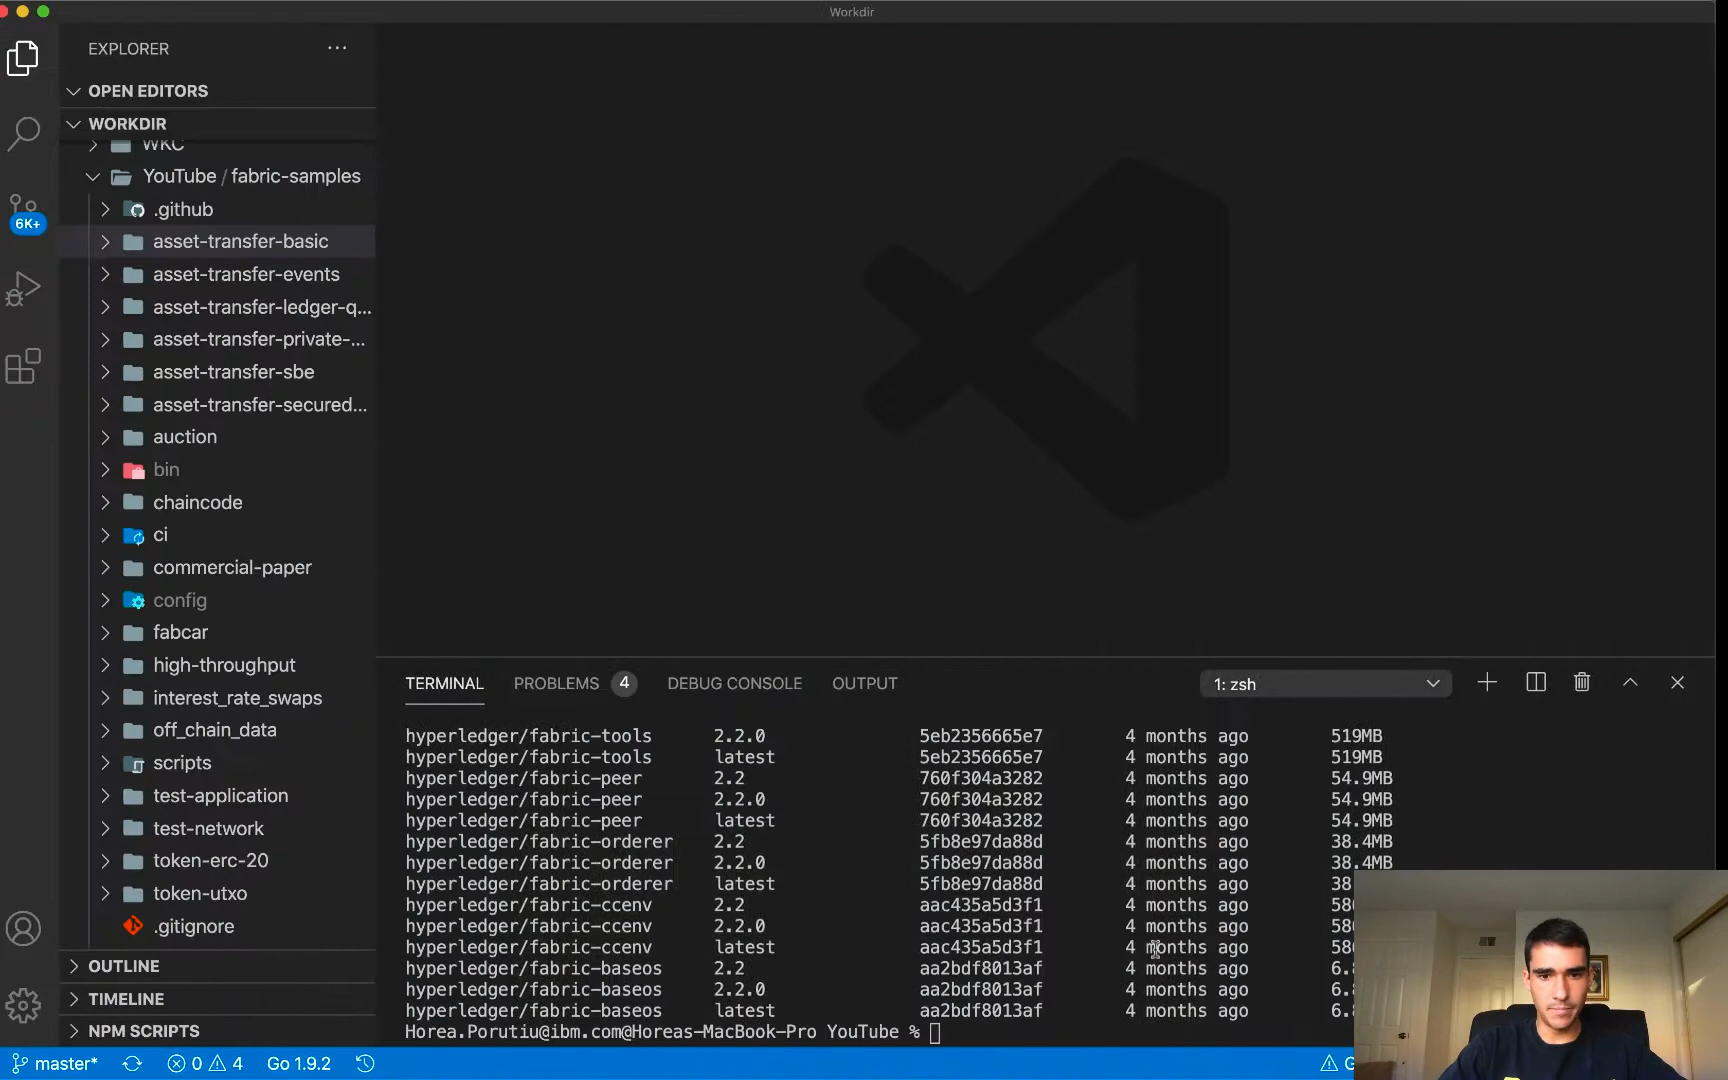 Workdir
EXPLORER
OPEN EDITORS
WORKDIR
WKC
YouTube / fabric-samples
.github
6K+
asset-transfer-basic
asset-transfer-events
asset-transfer-ledger-q...
asset-transfer-private-...
asset-transfer-sbe
asset-transfer-secured...
auction
bin
chaincode
ci
commercial-paper
config
fabcar
high-throughput
interest_rate_swaps
off_chain_data
scripts
test-application
test-network
token-erc-20
token-utxo
.gitignore
OUTLINE
TIMELINE
NPM SCRIPTS
TERMINAL PROBLEMS 4 DEBUG CONSOLE OUTPUT 1: zsh
hyperledger/fabric-tools 2.2.0 5eb2356665e7 4 months ago 519MB
hyperledger/fabric-tools latest 5eb2356665e7 4 months ago 519MB
hyperledger/fabric-peer 2.2 760f304a3282 4 months ago 54.9MB
hyperledger/fabric-peer 2.2.0 760f304a3282 4 months ago 54.9MB
hyperledger/fabric-peer latest 760f304a3282 4 months ago 54.9MB
hyperledger/fabric-orderer 2.2 5fb8e97da88d 4 months ago 38.4MB
hyperledger/fabric-orderer 2.2.0 5fb8e97da88d 4 months ago 38.4MB
hyperledger/fabric-orderer latest 5fb8e97da88d 4 months ago 38
hyperledger/fabric-ccenv 2.2 aac435a5d3f1 4 months ago 586
hyperledger/fabric-ccenv 2.2.0 aac435a5d3f1 4 months ago 586
hyperledger/fabric-ccenv latest aac435a5d3f1 4 months ago 586
hyperledger/fabric-baseos 2.2 aa2bdf8013af 4 months ago 6.8
hyperledger/fabric-baseos 2.2.0 aa2bdf8013af 4 months ago 6.8
hyperledger/fabric-baseos latest aa2bdf8013af 4 months ago 6.8
Horea.Porutiu@ibm.com@Horeas-MacBook-Pro YouTube %
master* 0 4 Go 1.9.2 G